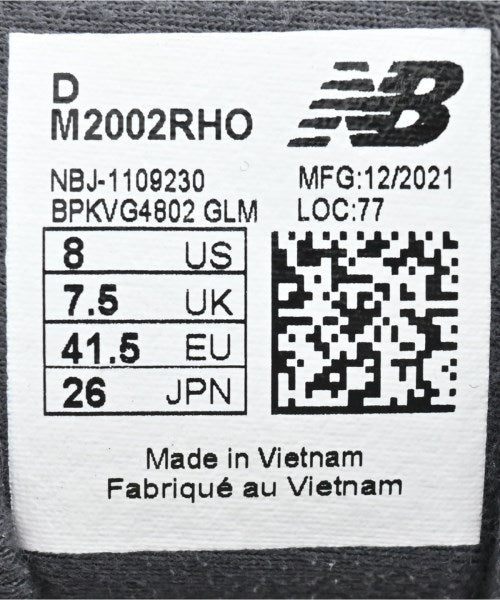 D
M2002RHO
NB
NBJ-1109230
BPKVG4802 GLM
MFG:12/2021
LOC:77
8 US
7.5 UK
41.5 EU
26 JPN
Made in Vietnam
Fabriqué au Vietnam